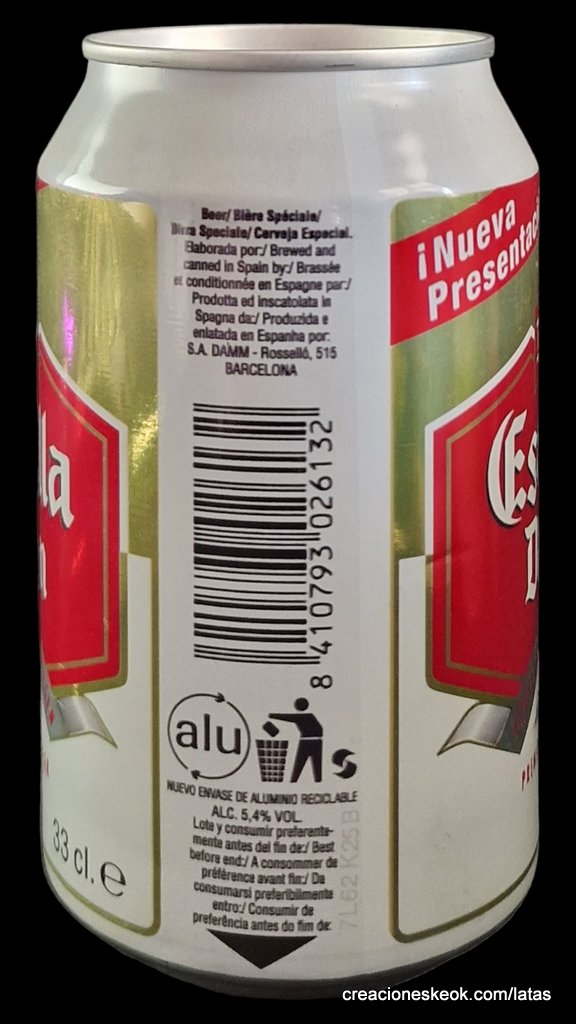 Beer/ Bière Spéciale/
Birra Speciale/ Cerveja Especial.
Elaborada por:/ Brewed and
canned in Spain by:/ Brassée
et conditionnée en Espagne par:/
Prodotta ed inscatolata in
Spagna da:/ Produzida e
enlatada en Espanha por:
S.A. DAMM - Rosselló, 515
BARCELONA
8 410793 026132
alu
NUEVO ENVASE DE ALUMINIO RECICLABLE
ALC. 5,4% VOL.
Lote y consumir preferente-
mente antes del fin de:/ Best
before end:/ A consommer de
préférence avant fin:/ Da
consumarsi preferibilmente
entro:/ Consumir de
preferência antes do fim de:
7L62 K25B
33 cl. e
lla
¡Nueva
Presentac
Es
creacioneskeok.com/latas